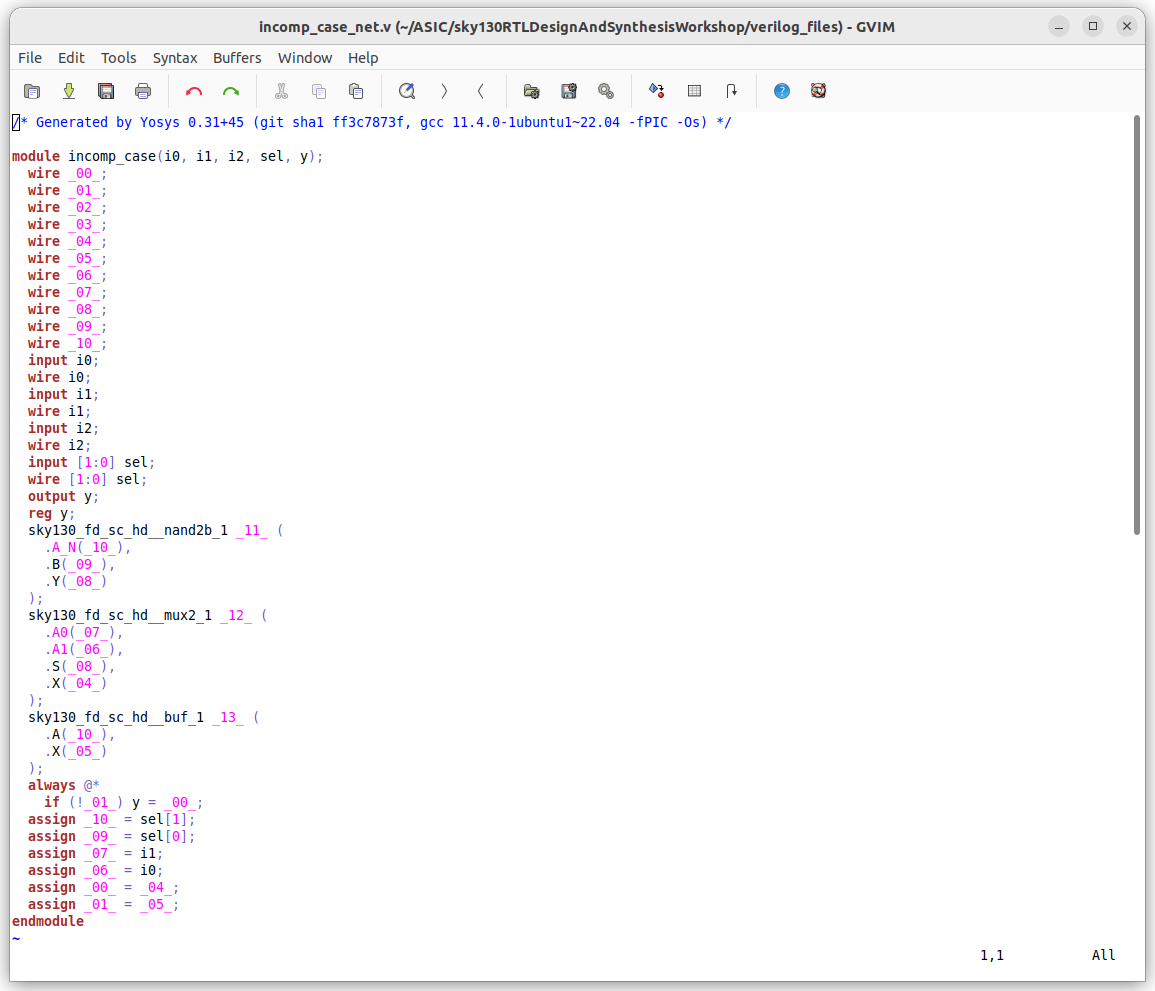 incomp_case_net.v (~/ASIC/sky130RTLDesignAndSynthesisWorkshop/verilog_files) - GVIM
File Edit Tools Syntax Buffers Window Help
/* Generated by Yosys 0.31+45 (git sha1 ff3c7873f, gcc 11.4.0-1ubuntu1~22.04 -fPIC -Os) */
module incomp_case(i0, i1, i2, sel, y);
  wire _00_;
  wire _01_;
  wire _02_;
  wire _03_;
  wire _04_;
  wire _05_;
  wire _06_;
  wire _07_;
  wire _08_;
  wire _09_;
  wire _10_;
  input i0;
  wire i0;
  input i1;
  wire i1;
  input i2;
  wire i2;
  input [1:0] sel;
  wire [1:0] sel;
  output y;
  reg y;
  sky130_fd_sc_hd__nand2b_1 _11_ (
    .A_N(_10_),
    .B(_09_),
    .Y(_08_)
  );
  sky130_fd_sc_hd__mux2_1 _12_ (
    .A0(_07_),
    .A1(_06_),
    .S(_08_),
    .X(_04_)
  );
  sky130_fd_sc_hd__buf_1 _13_ (
    .A(_10_),
    .X(_05_)
  );
  always @*
    if (!_01_) y = _00_;
  assign _10_ = sel[1];
  assign _09_ = sel[0];
  assign _07_ = i1;
  assign _06_ = i0;
  assign _00_ = _04_;
  assign _01_ = _05_;
endmodule
~
1,1 All